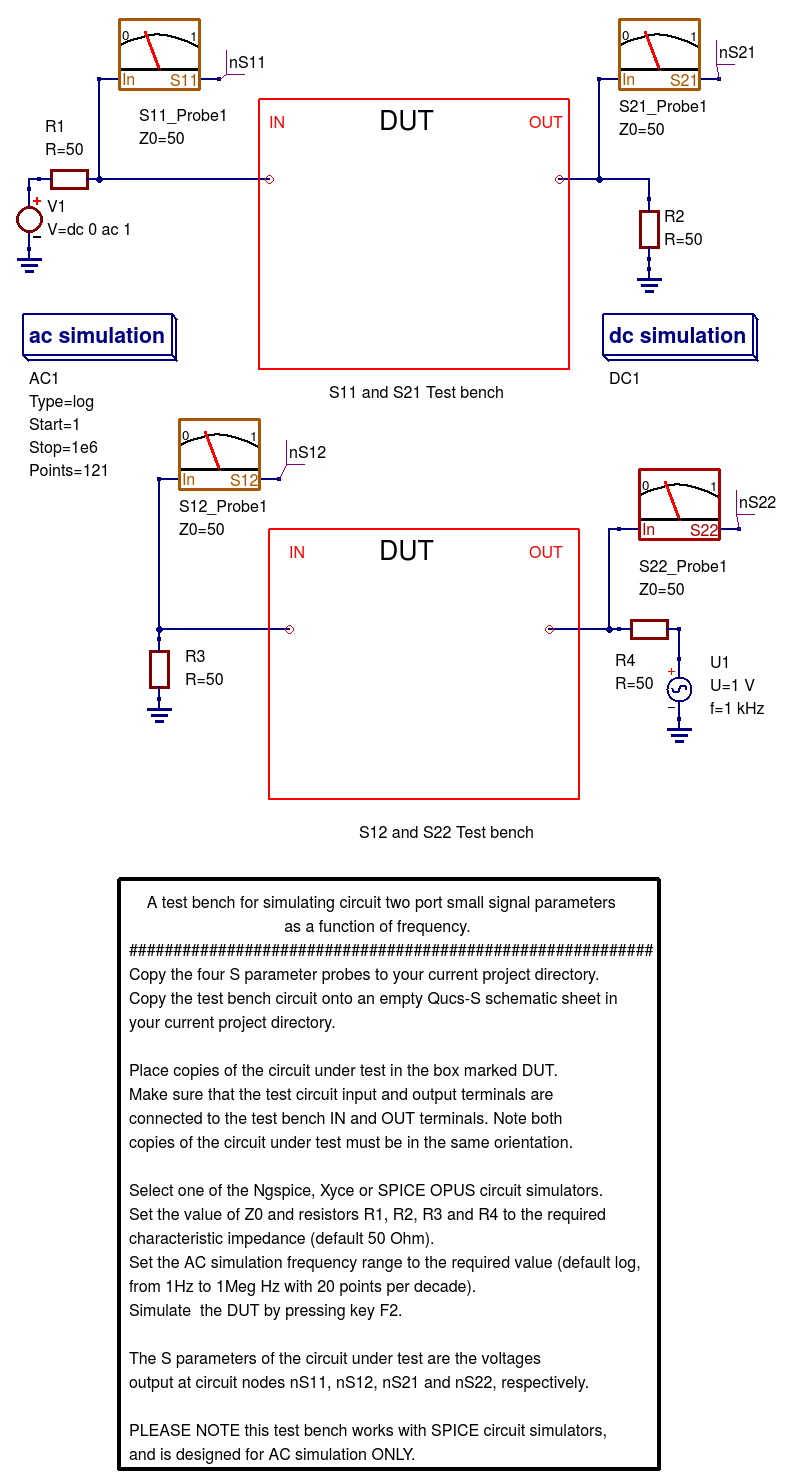 0 1
In S11
nS11
S11_Probe1
Z0=50
R1
R=50
V1
V=dc 0 ac 1
+
−
IN DUT OUT
0 1
In S21
nS21
S21_Probe1
Z0=50
R2
R=50
ac simulation
AC1
Type=log
Start=1
Stop=1e6
Points=121
dc simulation
DC1
S11 and S21 Test bench
0 1
In S12
nS12
S12_Probe1
Z0=50
IN DUT OUT
R3
R=50
0 1
In S22
nS22
S22_Probe1
Z0=50
R4
R=50
+
−
U1
U=1 V
f=1 kHz
S12 and S22 Test bench
A test bench for simulating circuit two port small signal parameters
as a function of frequency.
###########################################################
Copy the four S parameter probes to your current project directory.
Copy the test bench circuit onto an empty Qucs-S schematic sheet in
your current project directory.
Place copies of the circuit under test in the box marked DUT.
Make sure that the test circuit input and output terminals are
connected to the test bench IN and OUT terminals. Note both
copies of the circuit under test must be in the same orientation.
Select one of the Ngspice, Xyce or SPICE OPUS circuit simulators.
Set the value of Z0 and resistors R1, R2, R3 and R4 to the required
characteristic impedance (default 50 Ohm).
Set the AC simulation frequency range to the required value (default log,
from 1Hz to 1Meg Hz with 20 points per decade).
Simulate  the DUT by pressing key F2.
The S parameters of the circuit under test are the voltages
output at circuit nodes nS11, nS12, nS21 and nS22, respectively.
PLEASE NOTE this test bench works with SPICE circuit simulators,
and is designed for AC simulation ONLY.